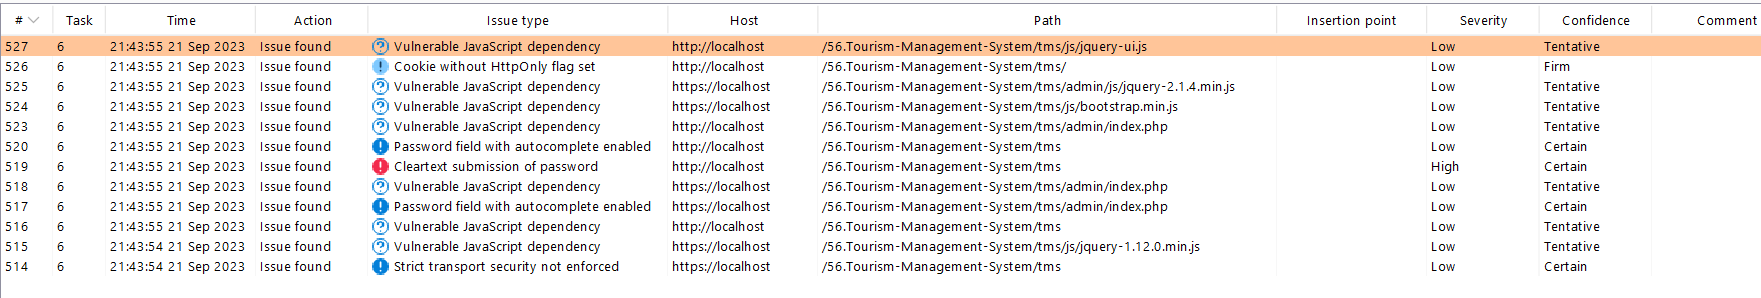 # Task Time Action Issue type Host Path Insertion point Severity Confidence Comment
527 6 21:43:55 21 Sep 2023 Issue found Vulnerable JavaScript dependency http://localhost /56.Tourism-Management-System/tms/js/jquery-ui.js Low Tentative
526 6 21:43:55 21 Sep 2023 Issue found Cookie without HttpOnly flag set http://localhost /56.Tourism-Management-System/tms/ Low Firm
525 6 21:43:55 21 Sep 2023 Issue found Vulnerable JavaScript dependency http://localhost /56.Tourism-Management-System/tms/admin/js/jquery-2.1.4.min.js Low Tentative
524 6 21:43:55 21 Sep 2023 Issue found Vulnerable JavaScript dependency https://localhost /56.Tourism-Management-System/tms/js/bootstrap.min.js Low Tentative
523 6 21:43:55 21 Sep 2023 Issue found Vulnerable JavaScript dependency http://localhost /56.Tourism-Management-System/tms/admin/index.php Low Tentative
520 6 21:43:55 21 Sep 2023 Issue found Password field with autocomplete enabled http://localhost /56.Tourism-Management-System/tms Low Certain
519 6 21:43:55 21 Sep 2023 Issue found Cleartext submission of password http://localhost /56.Tourism-Management-System/tms High Certain
518 6 21:43:55 21 Sep 2023 Issue found Vulnerable JavaScript dependency https://localhost /56.Tourism-Management-System/tms/admin/index.php Low Tentative
517 6 21:43:55 21 Sep 2023 Issue found Password field with autocomplete enabled https://localhost /56.Tourism-Management-System/tms/admin/index.php Low Certain
516 6 21:43:55 21 Sep 2023 Issue found Vulnerable JavaScript dependency http://localhost /56.Tourism-Management-System/tms Low Tentative
515 6 21:43:54 21 Sep 2023 Issue found Vulnerable JavaScript dependency https://localhost /56.Tourism-Management-System/tms/js/jquery-1.12.0.min.js Low Tentative
514 6 21:43:54 21 Sep 2023 Issue found Strict transport security not enforced https://localhost /56.Tourism-Management-System/tms Low Certain